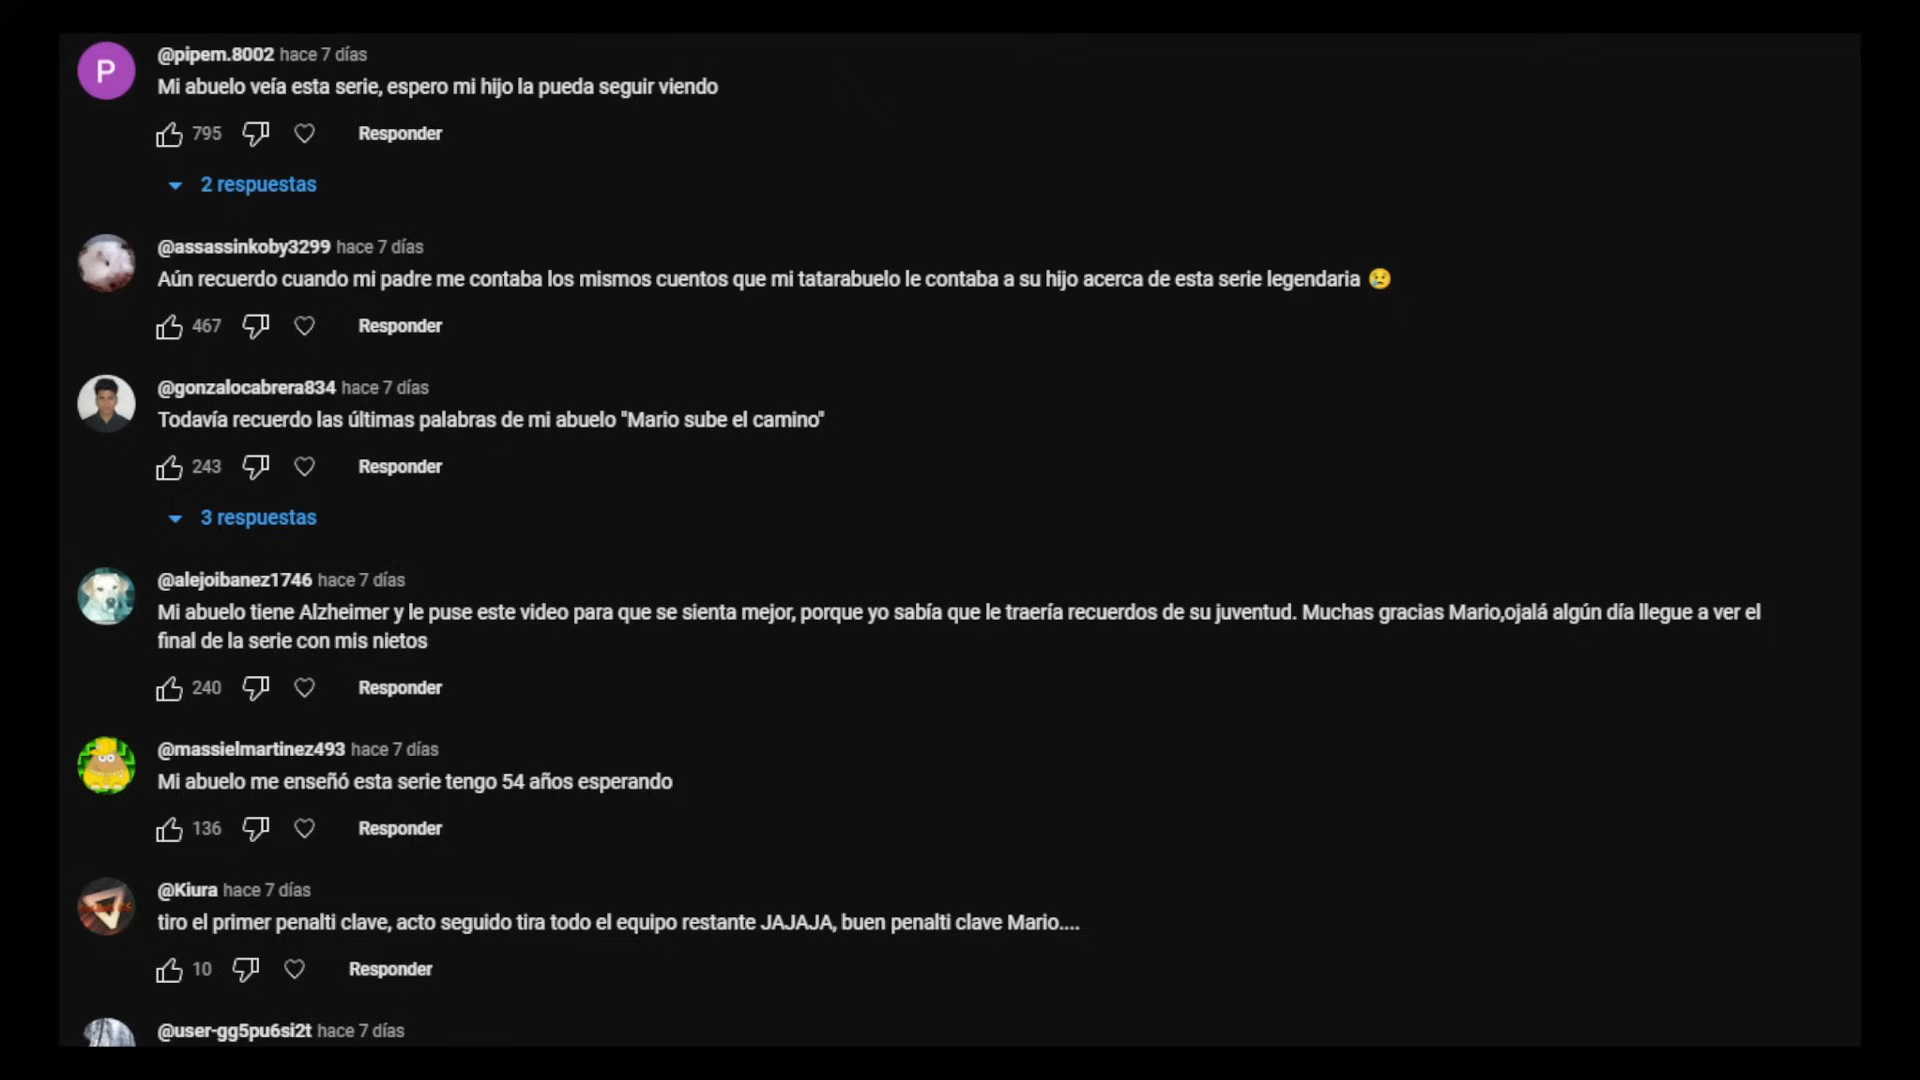 P
@pipem.8002 hace 7 días
Mi abuelo veía esta serie, espero mi hijo la pueda seguir viendo
795 Responder
2 respuestas
@assassinkoby3299 hace 7 días
Aún recuerdo cuando mi padre me contaba los mismos cuentos que mi tatarabuelo le contaba a su hijo acerca de esta serie legendaria 😢
467 Responder
@gonzalocabrera834 hace 7 días
Todavía recuerdo las últimas palabras de mi abuelo "Mario sube el camino"
243 Responder
3 respuestas
@alejoibanez1746 hace 7 días
Mi abuelo tiene Alzheimer y le puse este video para que se sienta mejor, porque yo sabía que le traería recuerdos de su juventud. Muchas gracias Mario,ojalá algún día llegue a ver el
final de la serie con mis nietos
240 Responder
@massielmartinez493 hace 7 días
Mi abuelo me enseñó esta serie tengo 54 años esperando
136 Responder
@Kiura hace 7 días
tiro el primer penalti clave, acto seguido tira todo el equipo restante JAJAJA, buen penalti clave Mario....
10 Responder
@user-gg5pu6si2t hace 7 días